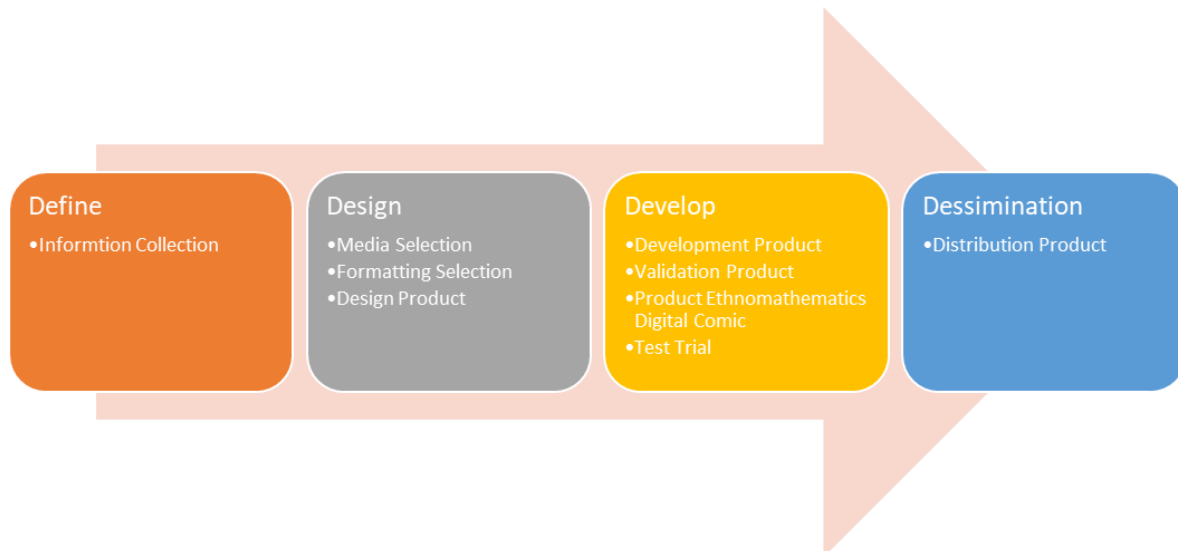 Define
•Informtion Collection
Design
•Media Selection
•Formatting Selection
•Design Product
Develop
•Development Product
•Validation Product
•Product Ethnomathematics
Digital Comic
•Test Trial
Dessimination
•Distribution Product